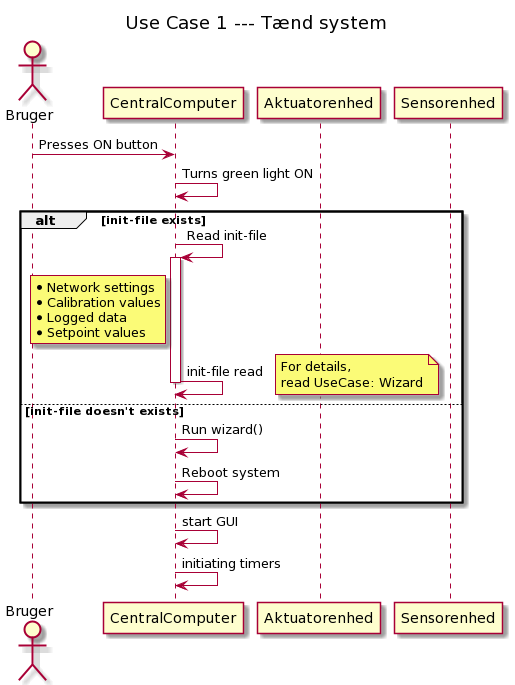 Use Case 1 --- Tænd system
Bruger
CentralComputer
Aktuatorenhed
Sensorenhed
Presses ON button
Turns green light ON
alt
[init-file exists]
Read init-file
• Network settings
• Calibration values
• Logged data
• Setpoint values
init-file read
For details,
read UseCase: Wizard
[init-file doesn't exists]
Run wizard()
Reboot system
start GUI
initiating timers
Bruger
CentralComputer
Aktuatorenhed
Sensorenhed